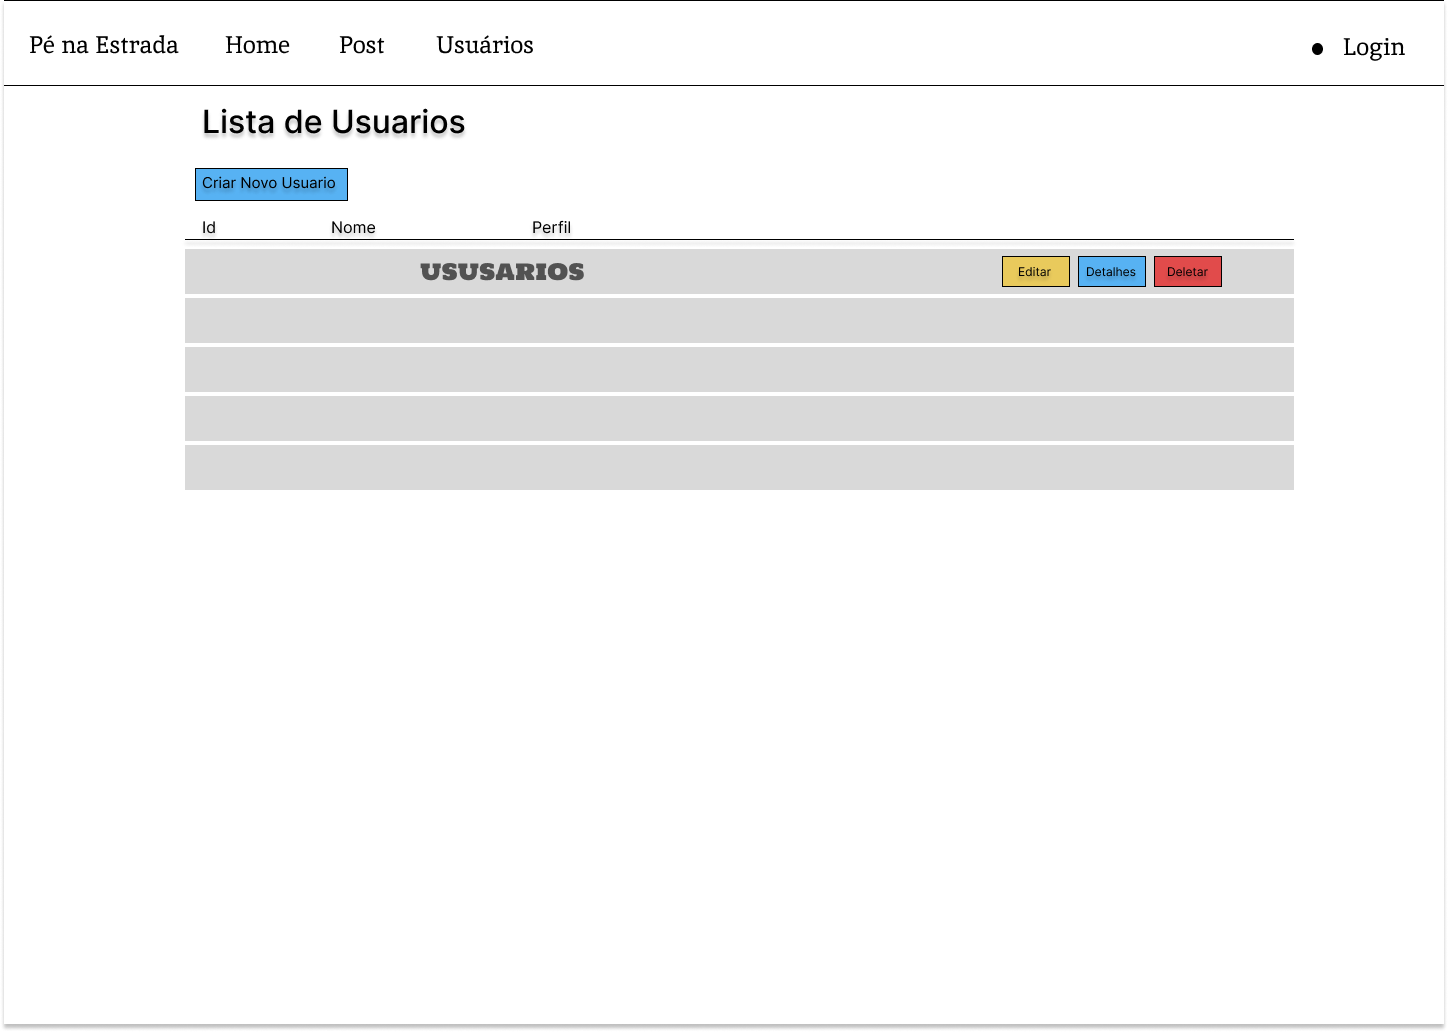 Pé na Estrada Home Post Usuários Login
Lista de Usuarios
Criar Novo Usuario
Id Nome Perfil
USUSARIOS Editar Detalhes Deletar